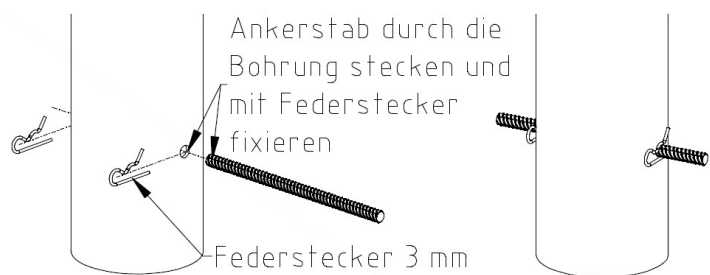 Ankerstab durch die
Bohrung stecken und
mit Federstecker
fixieren
Federstecker 3 mm